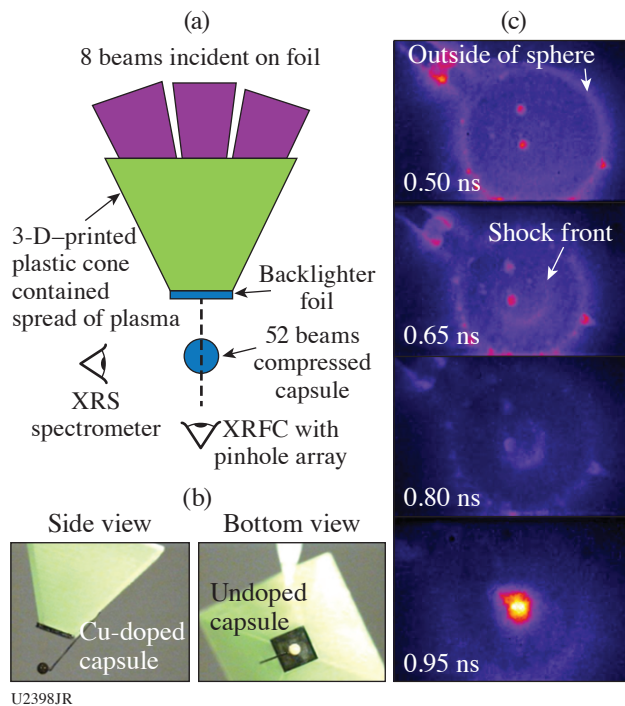 (a)
8 beams incident on foil
3-D–printed
plastic cone
contained
spread of plasma
Backlighter
foil
52 beams
compressed
capsule
XRS
spectrometer
XRFC with
pinhole array
(b)
Side view
Cu-doped
capsule
Bottom view
Undoped
capsule
(c)
Outside of sphere
0.50 ns
Shock front
0.65 ns
0.80 ns
0.95 ns
U2398JR